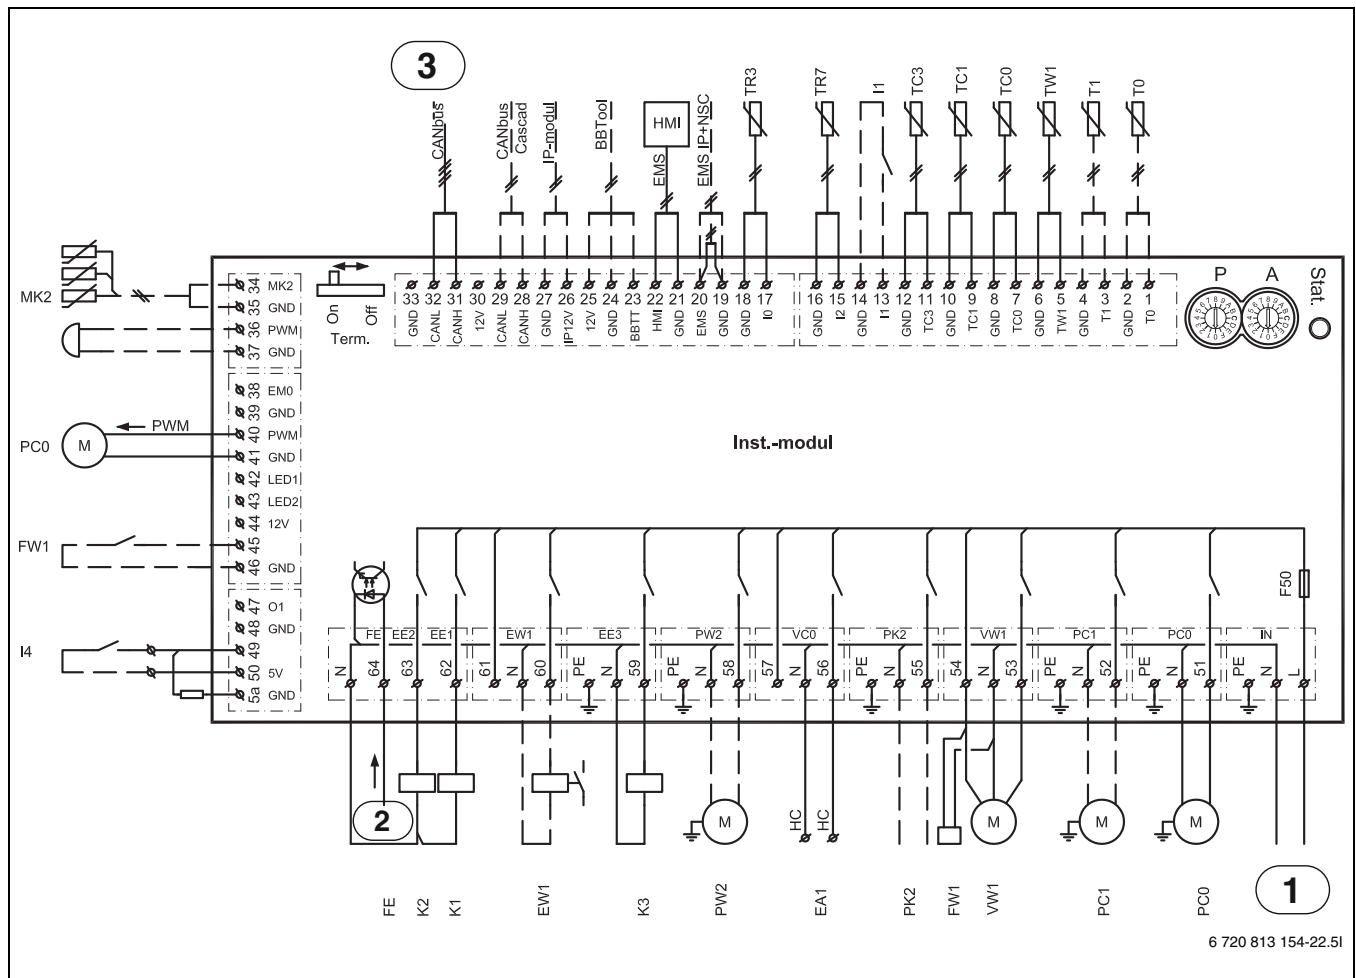 3
CANbus
CANbus
Cascad
IP-modul
BBTool
HMI
EMS
EMS IP+NSC
TR3
TR7
I1
TC3
TC1
TC0
TW1
T1
T0
33 32 31 30 29 28 27 26 25 24 23 22 21 20 19 18 17
GND CANL CANH 12V CANL CANH GND IP12V 12V GND BBTT HMI GND EMS GND GND I0
16 15 14 13 12 11 10 9 8 7 6 5 4 3 2 1
GND I2 GND I1 GND TC3 GND TC1 GND TC0 GND TW1 GND T1 GND T0
P A Stat.
On Off
Term.
MK2
34 MK2
35 GND
36 PWM
37 GND
38 EM0
39 GND
PC0 M PWM
40 PWM
41 GND
42 LED1
43 LED2
44 12V
FW1
45
46 GND
47 O1
48 GND
I4
49
50 5V
5a GND
Inst.-modul
F50
FE EE2 EE1 EW1 EE3 PW2 VC0 PK2 VW1 PC1 PC0 IN
N 64 63 62 61 N 60 PE N 59 PE N 58 57 N 56 PE N 55 54 N 53 PE N 52 PE N 51 PE N L
2
M
HC HC
M
M
M
1
FE K2 K1 EW1 K3 PW2 EA1 PK2 FW1 VW1 PC1 PC0
6 720 813 154-22.5I